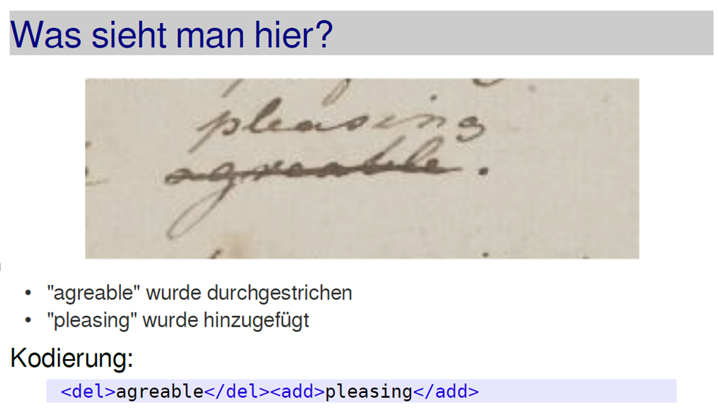 Was sieht man hier?
pleasing
agreable.
• "agreable" wurde durchgestrichen
• "pleasing" wurde hinzugefügt
Kodierung:
<del>agreable</del><add>pleasing</add>